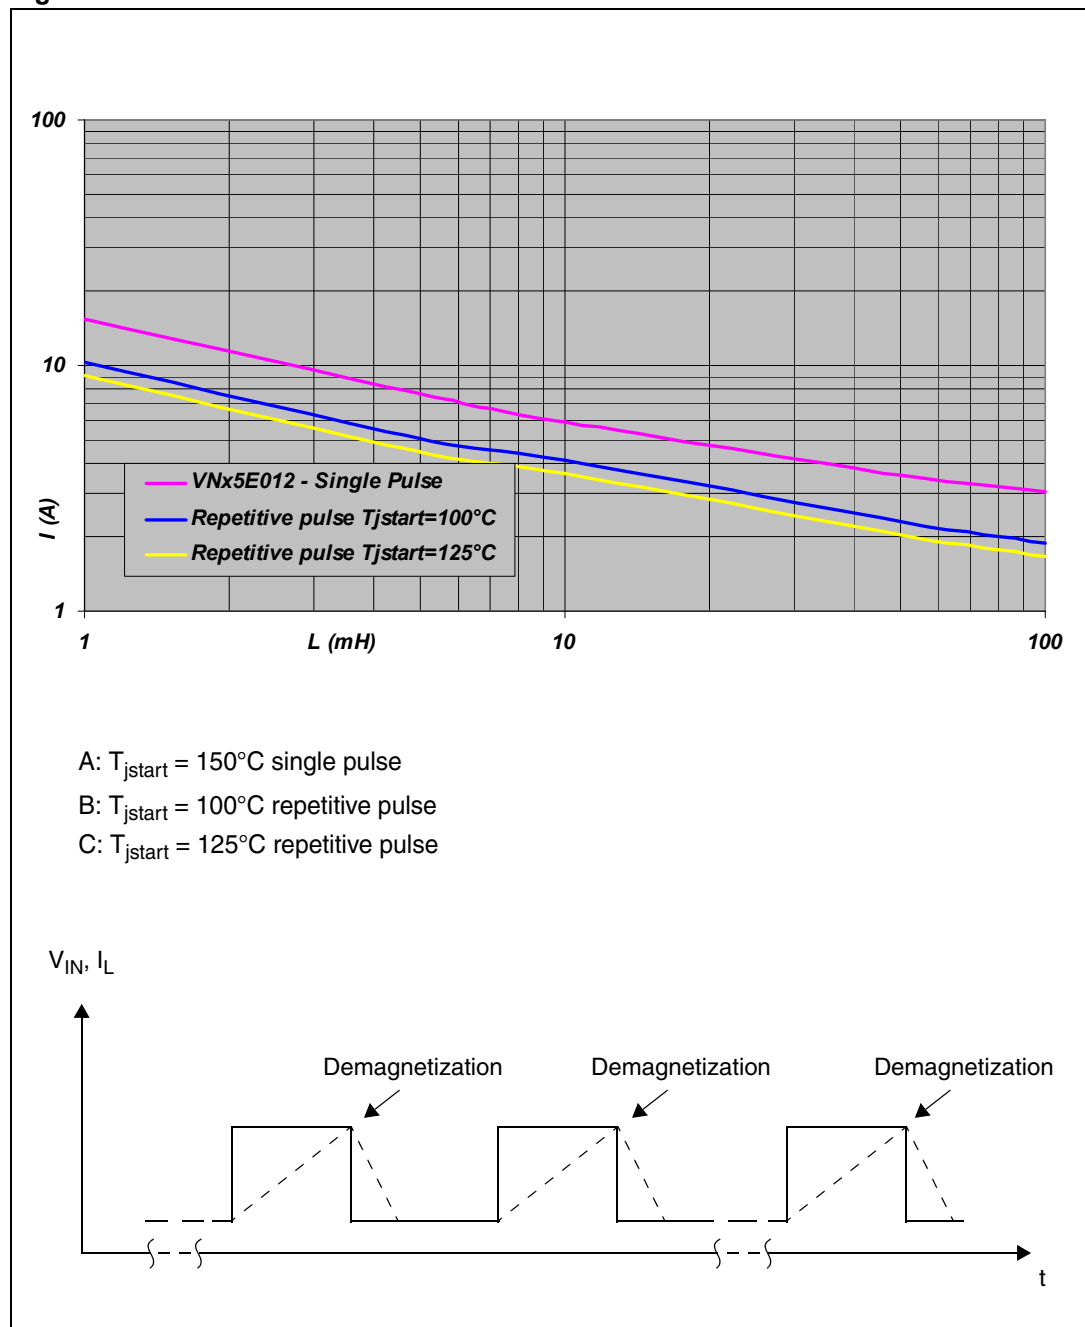 100
10
1
I (A)
VNx5E012 - Single Pulse
Repetitive pulse Tjstart=100°C
Repetitive pulse Tjstart=125°C
1
L (mH)
10
100
A: Tjstart = 150°C single pulse
B: Tjstart = 100°C repetitive pulse
C: Tjstart = 125°C repetitive pulse
VIN, IL
Demagnetization
Demagnetization
Demagnetization
t